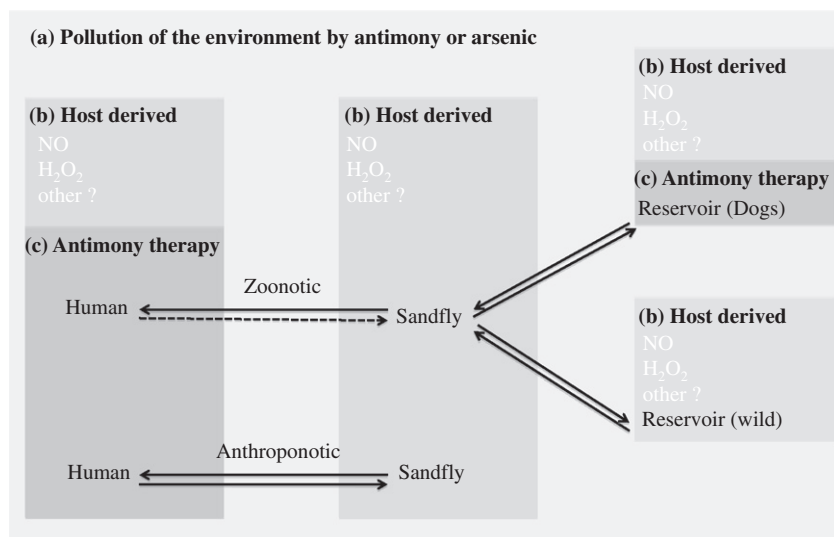 (a) Pollution of the environment by antimony or arsenic
(b) Host derived
NO
H₂O₂
other ?
(c) Antimony therapy
Human
Zoonotic
Human
Anthroponotic
(b) Host derived
NO
H₂O₂
other ?
Sandfly
Sandfly
(b) Host derived
NO
H₂O₂
other ?
(c) Antimony therapy
Reservoir (Dogs)
(b) Host derived
NO
H₂O₂
other ?
Reservoir (wild)